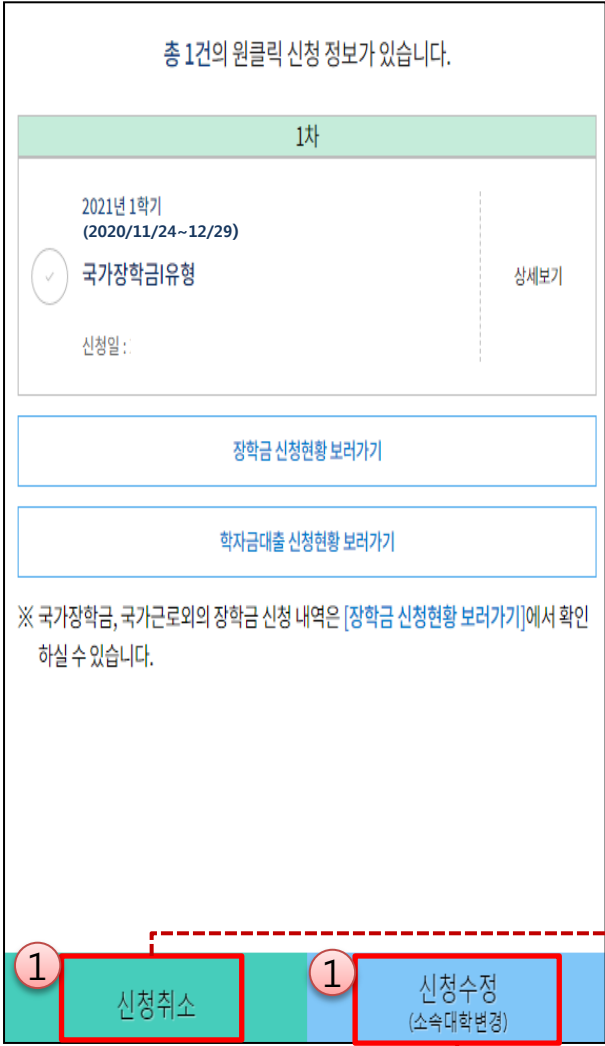 총 1건의 원클릭 신청 정보가 있습니다.
1차
2021년 1학기
(2020/11/24~12/29)
국가장학금I유형
상세보기
신청일 :
장학금 신청현황 보러가기
학자금대출 신청현황 보러가기
※ 국가장학금, 국가근로외의 장학금 신청 내역은 [장학금 신청현황 보러가기]에서 확인
하실 수 있습니다.
1
신청취소
1
신청수정
(소속대학변경)